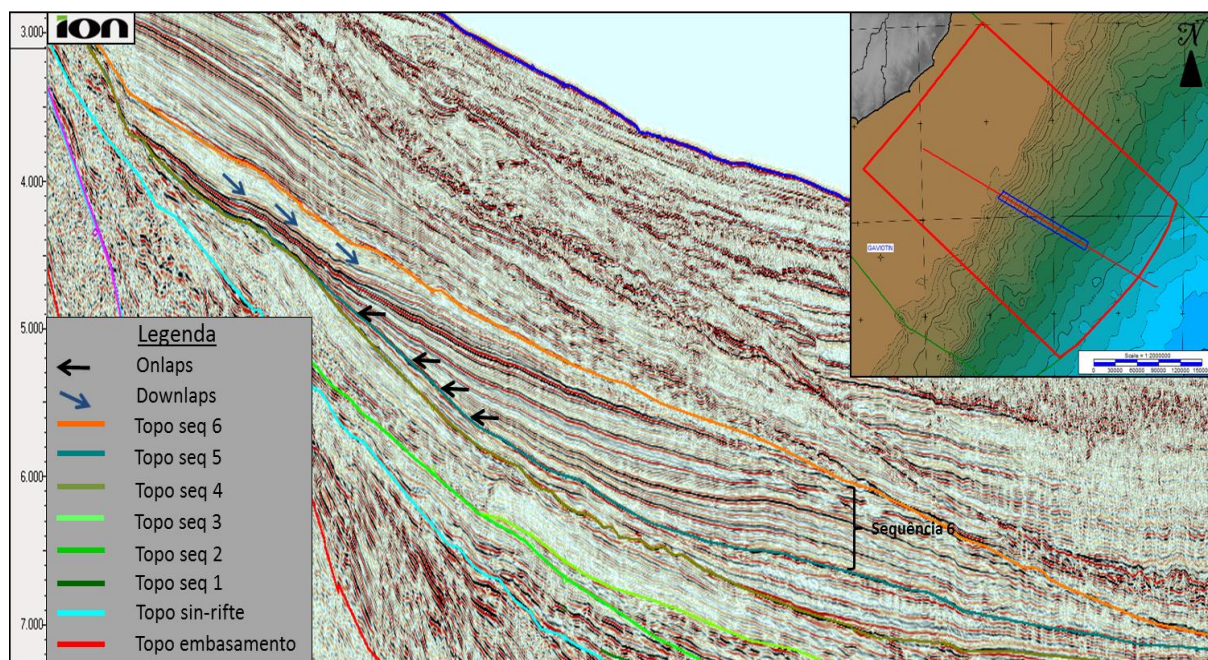 ion
3.000
4.000
5.000
6.000
7.000
Legenda
Onlaps
Downlaps
Topo seq 6
Topo seq 5
Topo seq 4
Topo seq 3
Topo seq 2
Topo seq 1
Topo sin-rifte
Topo embasamento
Sequência 6
N
GAVIOTIN
Scale = 1:2000000
0 30000 60000 90000 120000 15000